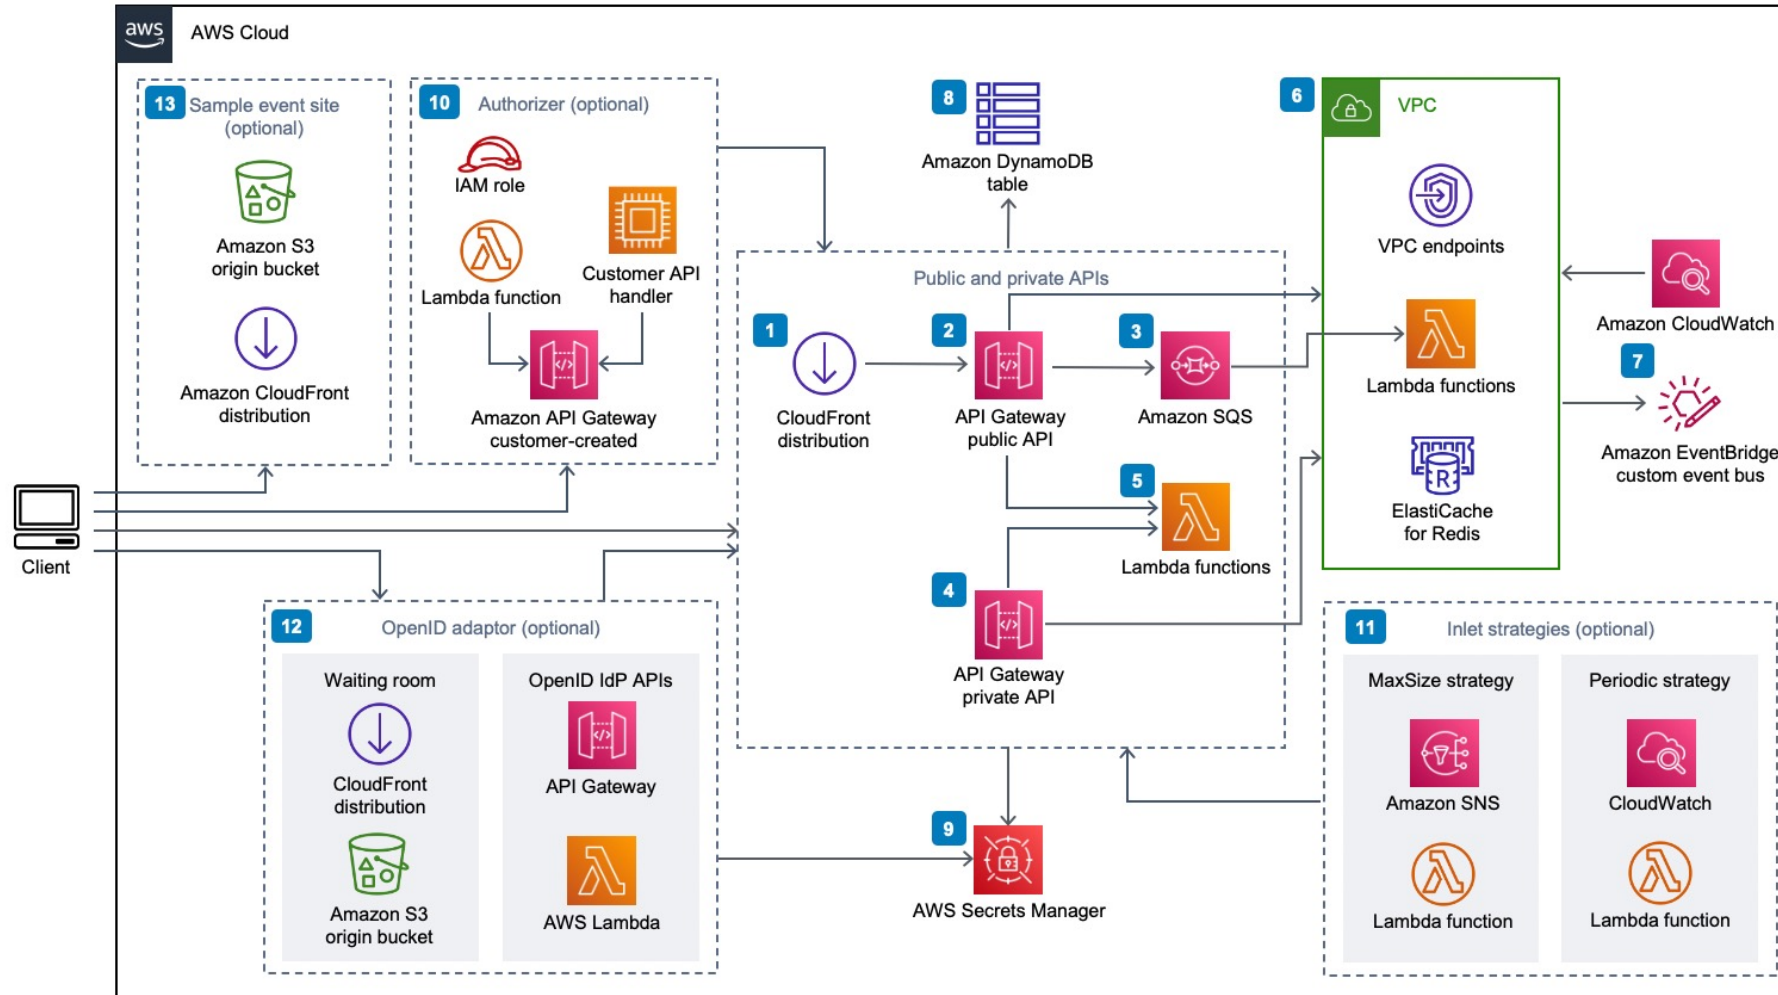 aws
AWS Cloud
13
Sample event site
(optional)
Amazon S3
origin bucket
Amazon CloudFront
distribution
10
Authorizer (optional)
IAM role
Lambda function
Customer API
handler
Amazon API Gateway
customer-created
8
Amazon DynamoDB
table
Public and private APIs
1
CloudFront
distribution
2
API Gateway
public API
3
Amazon SQS
5
Lambda functions
4
API Gateway
private API
6
VPC
VPC endpoints
Lambda functions
R
ElastiCache
for Redis
Amazon CloudWatch
7
Amazon EventBridge
custom event bus
Client
12
OpenID adaptor (optional)
Waiting room
CloudFront
distribution
Amazon S3
origin bucket
OpenID IdP APIs
API Gateway
AWS Lambda
9
AWS Secrets Manager
11
Inlet strategies (optional)
MaxSize strategy
Amazon SNS
Lambda function
Periodic strategy
CloudWatch
Lambda function